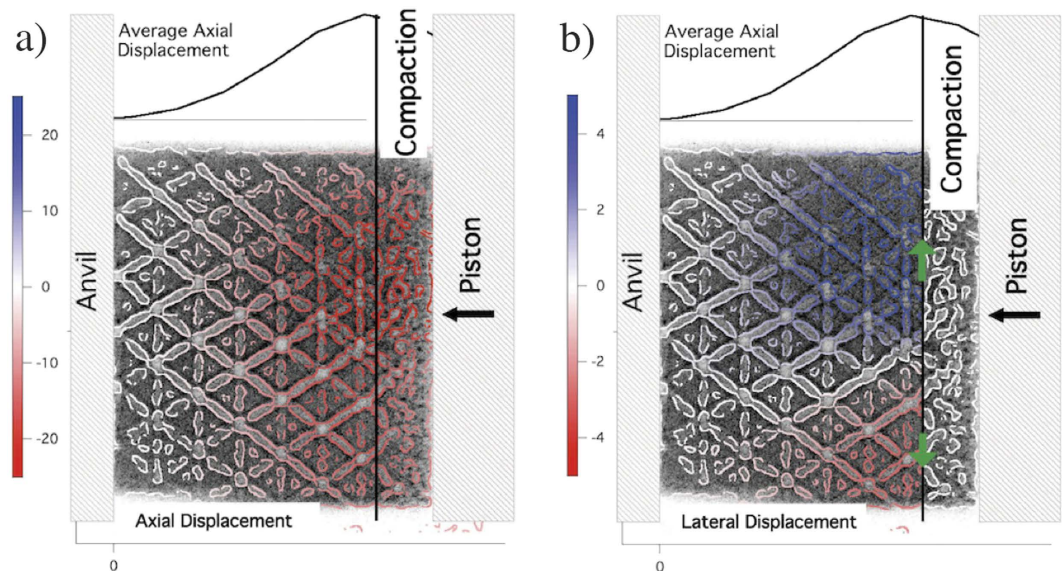 a)
Average Axial
Displacement
Compaction
20
10
0
-10
-20
Anvil
Piston
Axial Displacement
0
b)
Average Axial
Displacement
Compaction
4
2
0
-2
-4
Anvil
Piston
Lateral Displacement
0